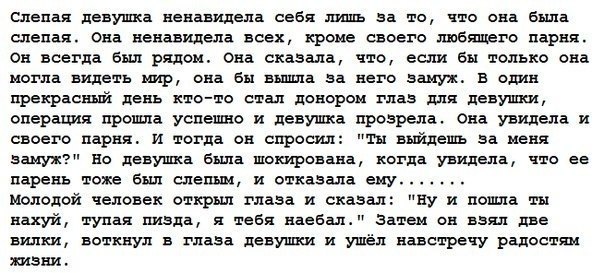 Слепая девушка ненавидела себя лишь за то, что она была
слепая. Она ненавидела всех, кроме своего любящего парня.
Он всегда был рядом. Она сказала, что, если бы только она
могла видеть мир, она бы вышла за него замуж. В один
прекрасный день кто-то стал донором глаз для девушки,
операция прошла успешно и девушка прозрела. Она увидела и
своего парня. И тогда он спросил: "Ты выйдешь за меня
замуж?" Но девушка была шокирована, когда увидела, что ее
парень тоже был слепым, и отказала ему.......
Молодой человек открыл глаза и сказал: "Ну и пошла ты
нахуй, тупая пизда, я тебя наебал." Затем он взял две
вилки, воткнул в глаза девушки и ушёл навстречу радостям
жизни.